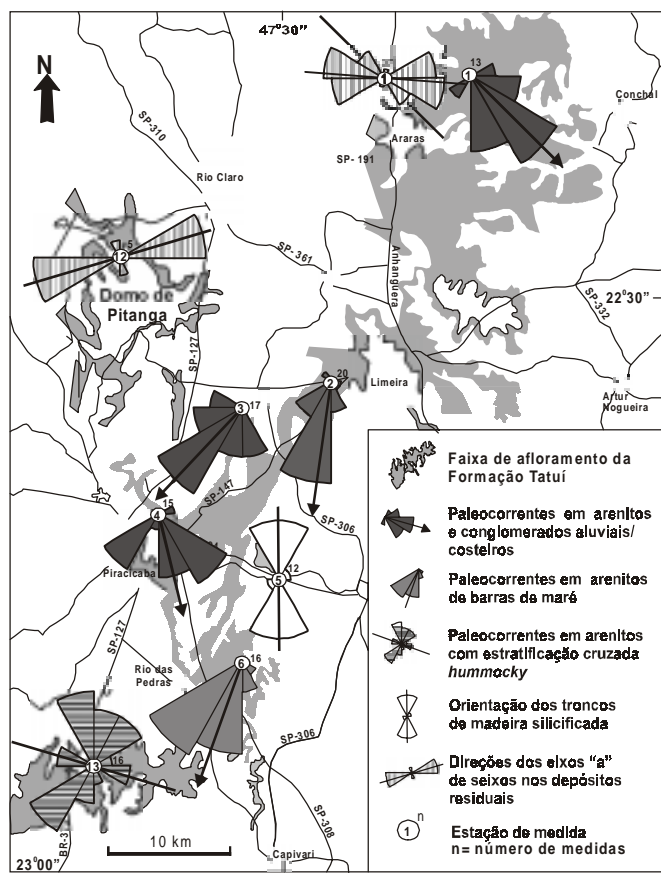 47°30"
N
13
1
1
Conchal
SP-310
Araras
SP- 191
Rio Claro
5
12
SP- 361
Anhanguera
Domo de
Pitanga
22°30"
SP-332
SP-127
20
2
Limeira
3
17
Artur
Nogueira
15
4
SP-147
SP-306
12
5
Piracicaba
SP-127
6
16
Rio das
Pedras
SP-306
13
16
SP-308
10 km
BR-3
23°00"
Capivari
Faixa de afloramento da
Formação Tatuí
Paleocorrentes em arenitos
e conglomerados aluviais/
costeiros
Paleocorrentes em arenitos
de barras de maré
Paleocorrentes em arenitos
com estratificação cruzada
hummocky
Orientação dos troncos
de madeira silicificada
Direções dos eixos "a"
de seixos nos depósitos
residuais
n
1
Estação de medida
n= número de medidas